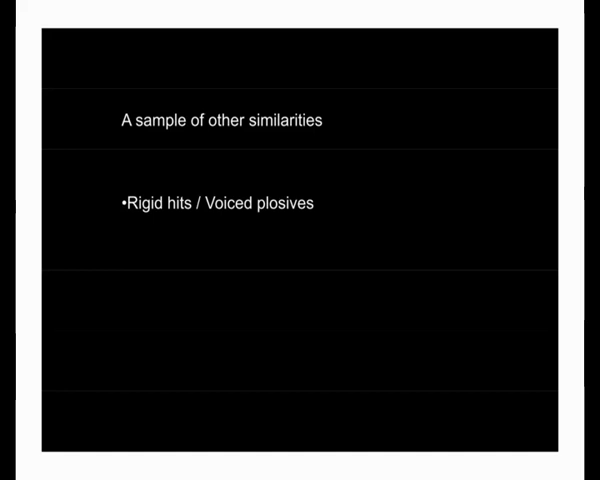 A sample of other similarities
•Rigid hits / Voiced plosives